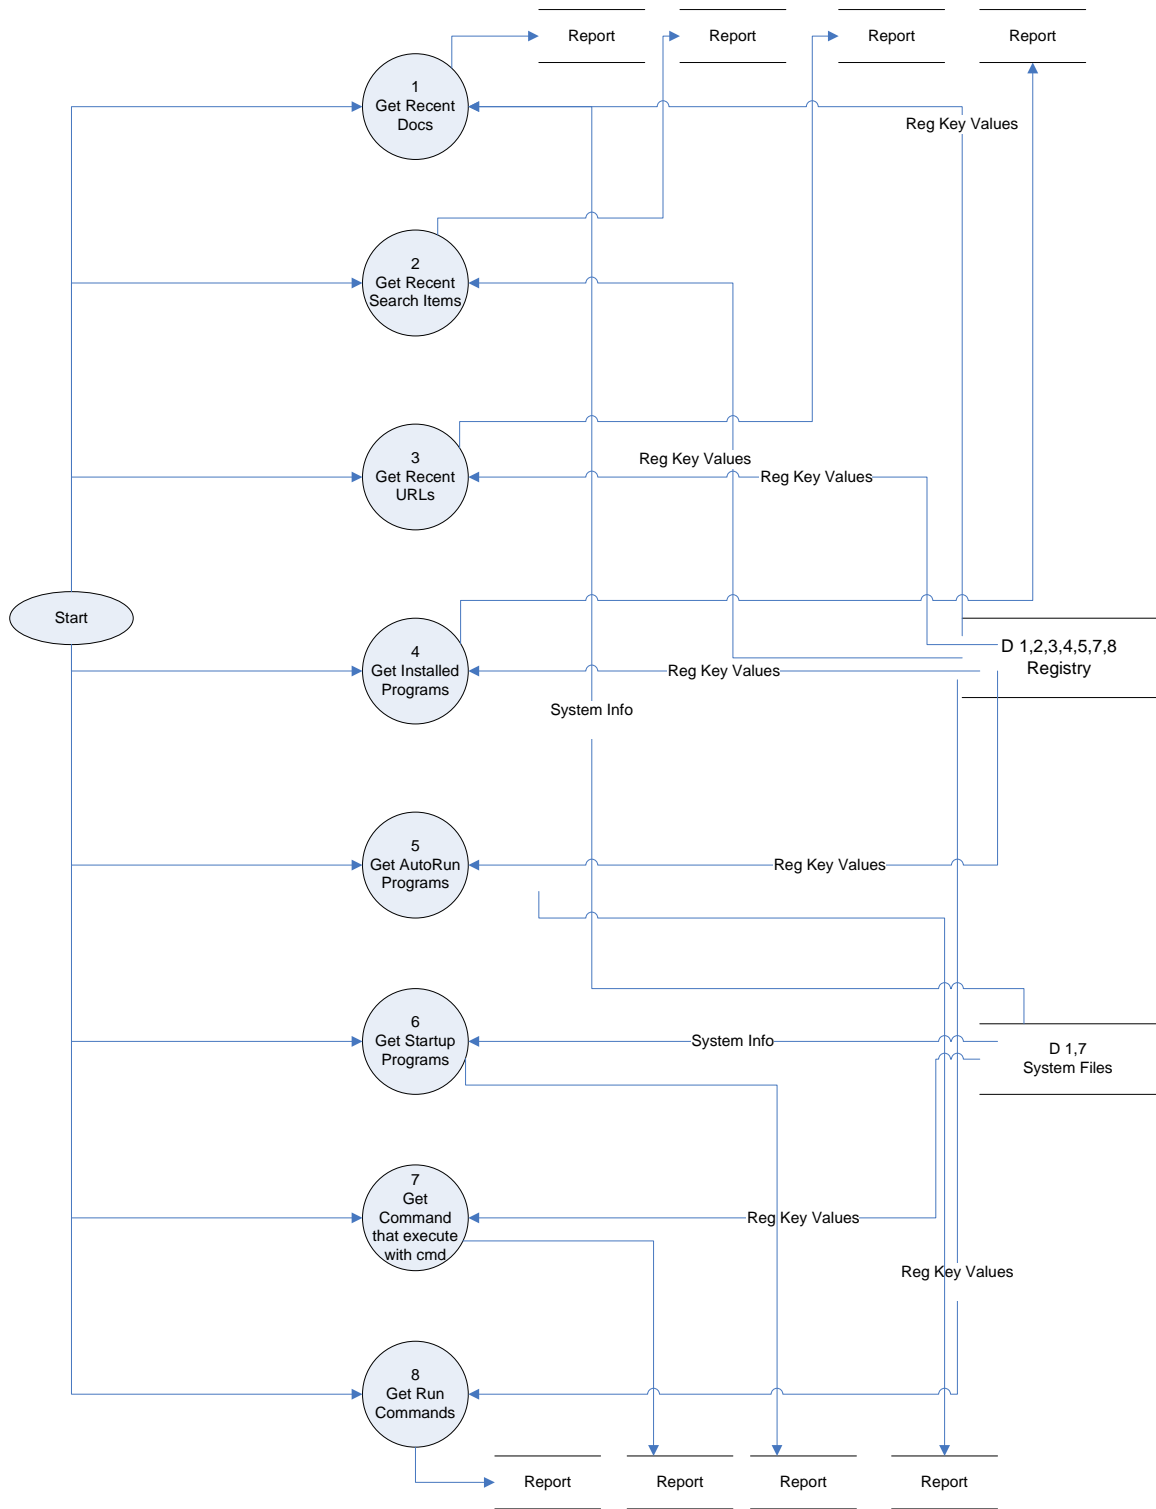 Report
Report
Report
Report
1
Get Recent
Docs
Reg Key Values
2
Get Recent
Search Items
3
Get Recent
URLs
Reg Key Values
Reg Key Values
Start
4
Get Installed
Programs
Reg Key Values
D 1,2,3,4,5,7,8
Registry
System Info
5
Get AutoRun
Programs
Reg Key Values
6
Get Startup
Programs
System Info
D 1,7
System Files
7
Get
Command
that execute
with cmd
Reg Key Values
Reg Key Values
8
Get Run
Commands
Report
Report
Report
Report